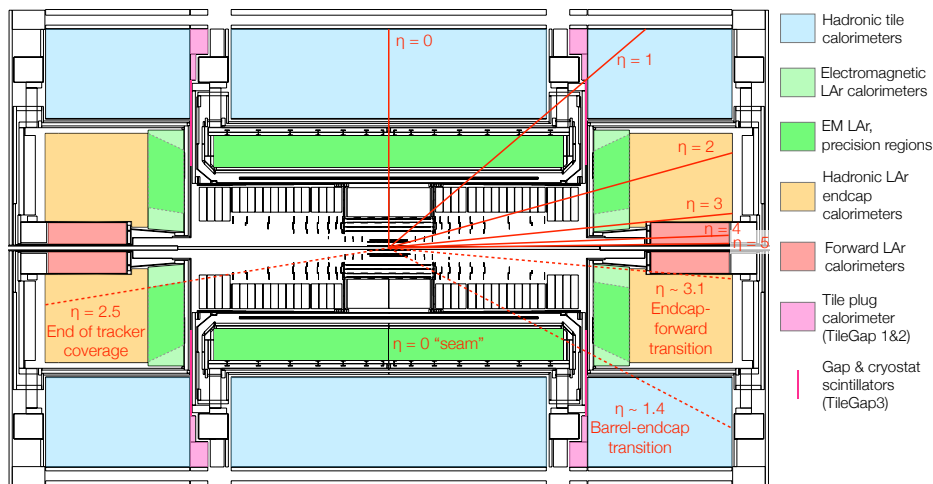 η = 0
η = 1
η = 2
η = 3
η = 4
η = 5
η = 2.5
End of tracker
coverage
η ~ 3.1
Endcap-
forward
transition
η = 0 “seam”
η ~ 1.4
Barrel-endcap
transition
Hadronic tile
calorimeters
Electromagnetic
LAr calorimeters
EM LAr,
precision regions
Hadronic LAr
endcap
calorimeters
Forward LAr
calorimeters
Tile plug
calorimeter
(TileGap 1&2)
Gap & cryostat
scintillators
(TileGap3)